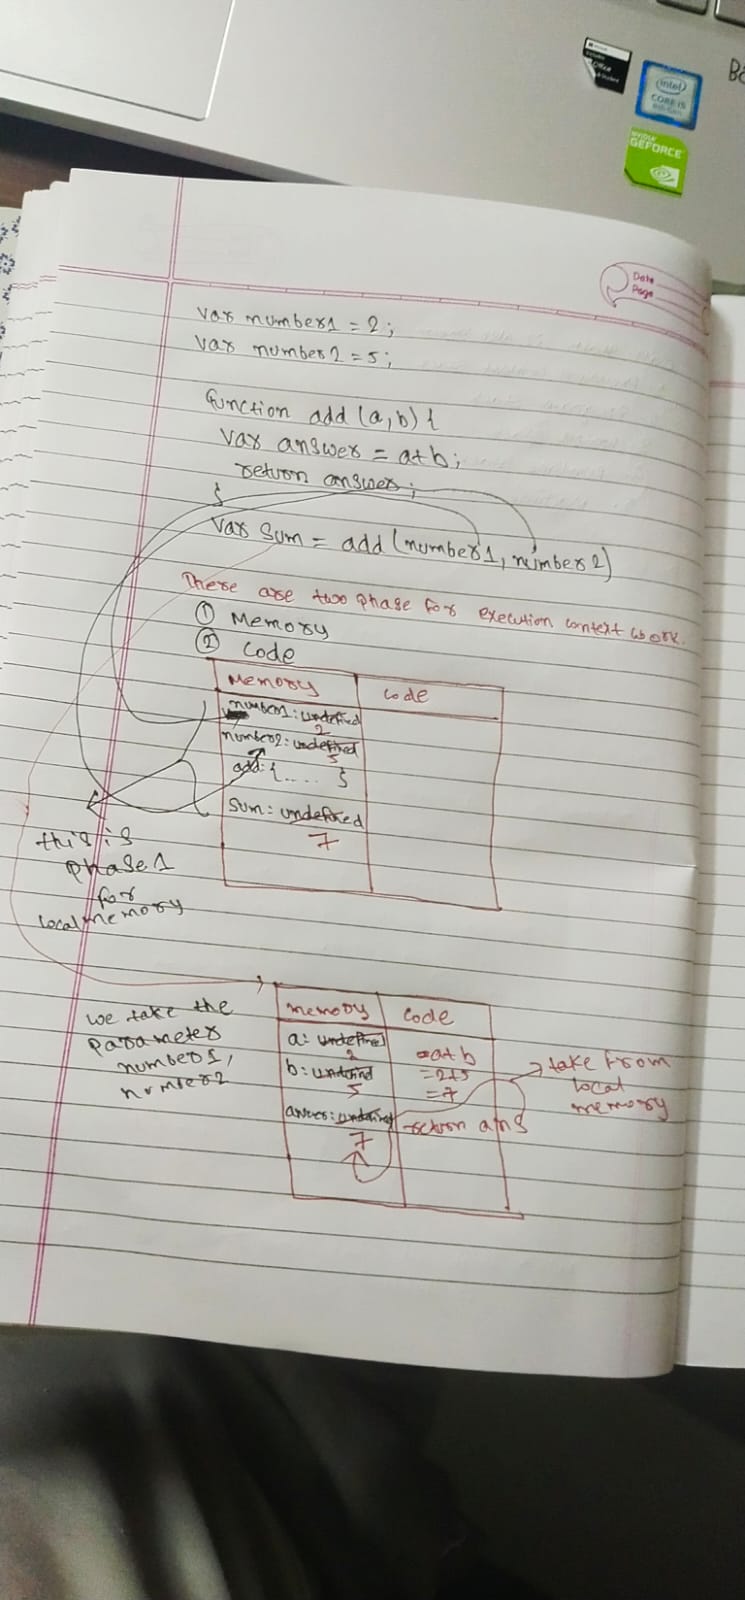 Office
intel
CORE i5
8th Gen
NVIDIA
GEFORCE
Date
Page
var number1 = 2;
var number2 = 5;
function add (a, b) {
var answer = a+b;
return answer;
}
var sum = add (number1, number2)
There are two phase for execution context work.
① Memory
② Code
Memory
Code
number1: undefined
2
number2: undefined
5
add: {..... }
sum: undefined
7
this is
phase 1
for
local memory
we take the
parameter
number1,
number2
memory
Code
a: undefined
2
=a+b
b: undefined
=2+5
5
=7
return ans
7
take from
local
memory